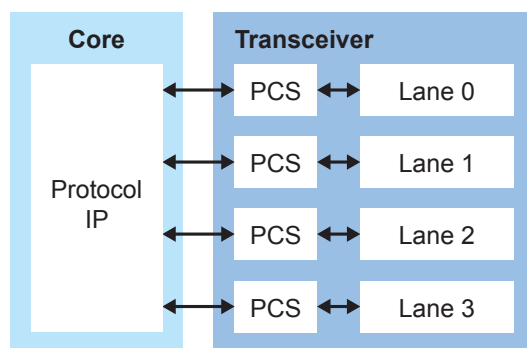 Core
Transceiver
Protocol
IP
PCS
Lane 0
PCS
Lane 1
PCS
Lane 2
PCS
Lane 3